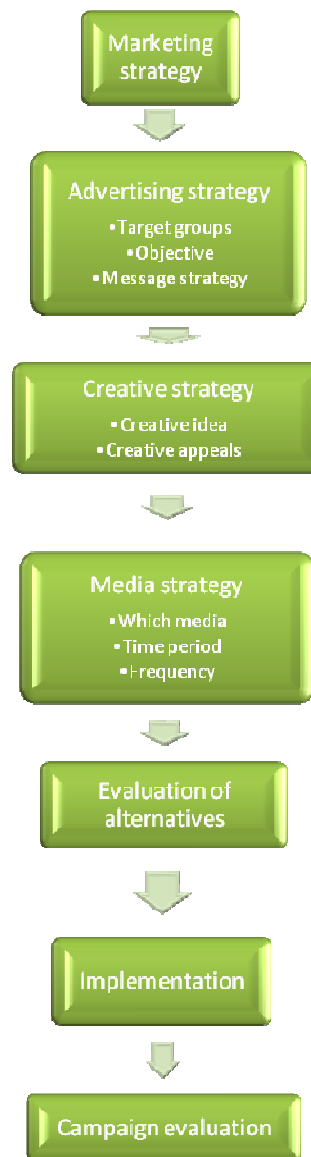 Marketing
strategy
Advertising strategy
•Target groups
•Objective
•Message strategy
Creative strategy
•Creative idea
•Creative appeals
Media strategy
•Which media
•Time period
•Frequency
Evaluation of
alternatives
Implementation
Campaign evaluation